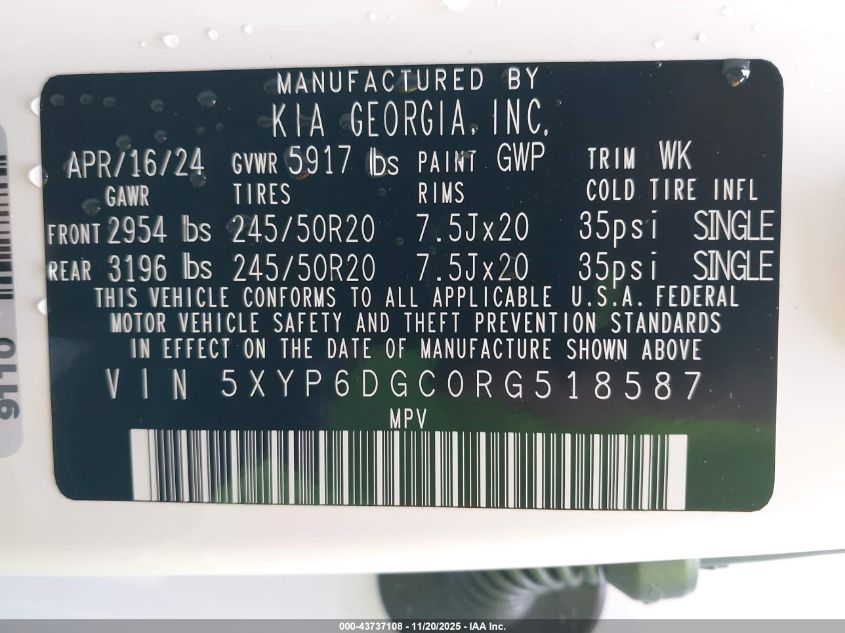 MANUFACTURED BY
KIA GEORGIA, INC.
APR/16/24 GVWR 5917 lbs PAINT GWP TRIM WK
GAWR TIRES RIMS COLD TIRE INFL
FRONT 2954 lbs 245/50R20 7.5Jx20 35psi SINGLE
REAR 3196 lbs 245/50R20 7.5Jx20 35psi SINGLE
THIS VEHICLE CONFORMS TO ALL APPLICABLE U.S.A. FEDERAL
MOTOR VEHICLE SAFETY AND THEFT PREVENTION STANDARDS
IN EFFECT ON THE DATE OF MANUFACTURE SHOWN ABOVE
VIN 5XYP6DGC0RG518587
MPV
9110
000-43737108 - 11/20/2025 - IAA Inc.